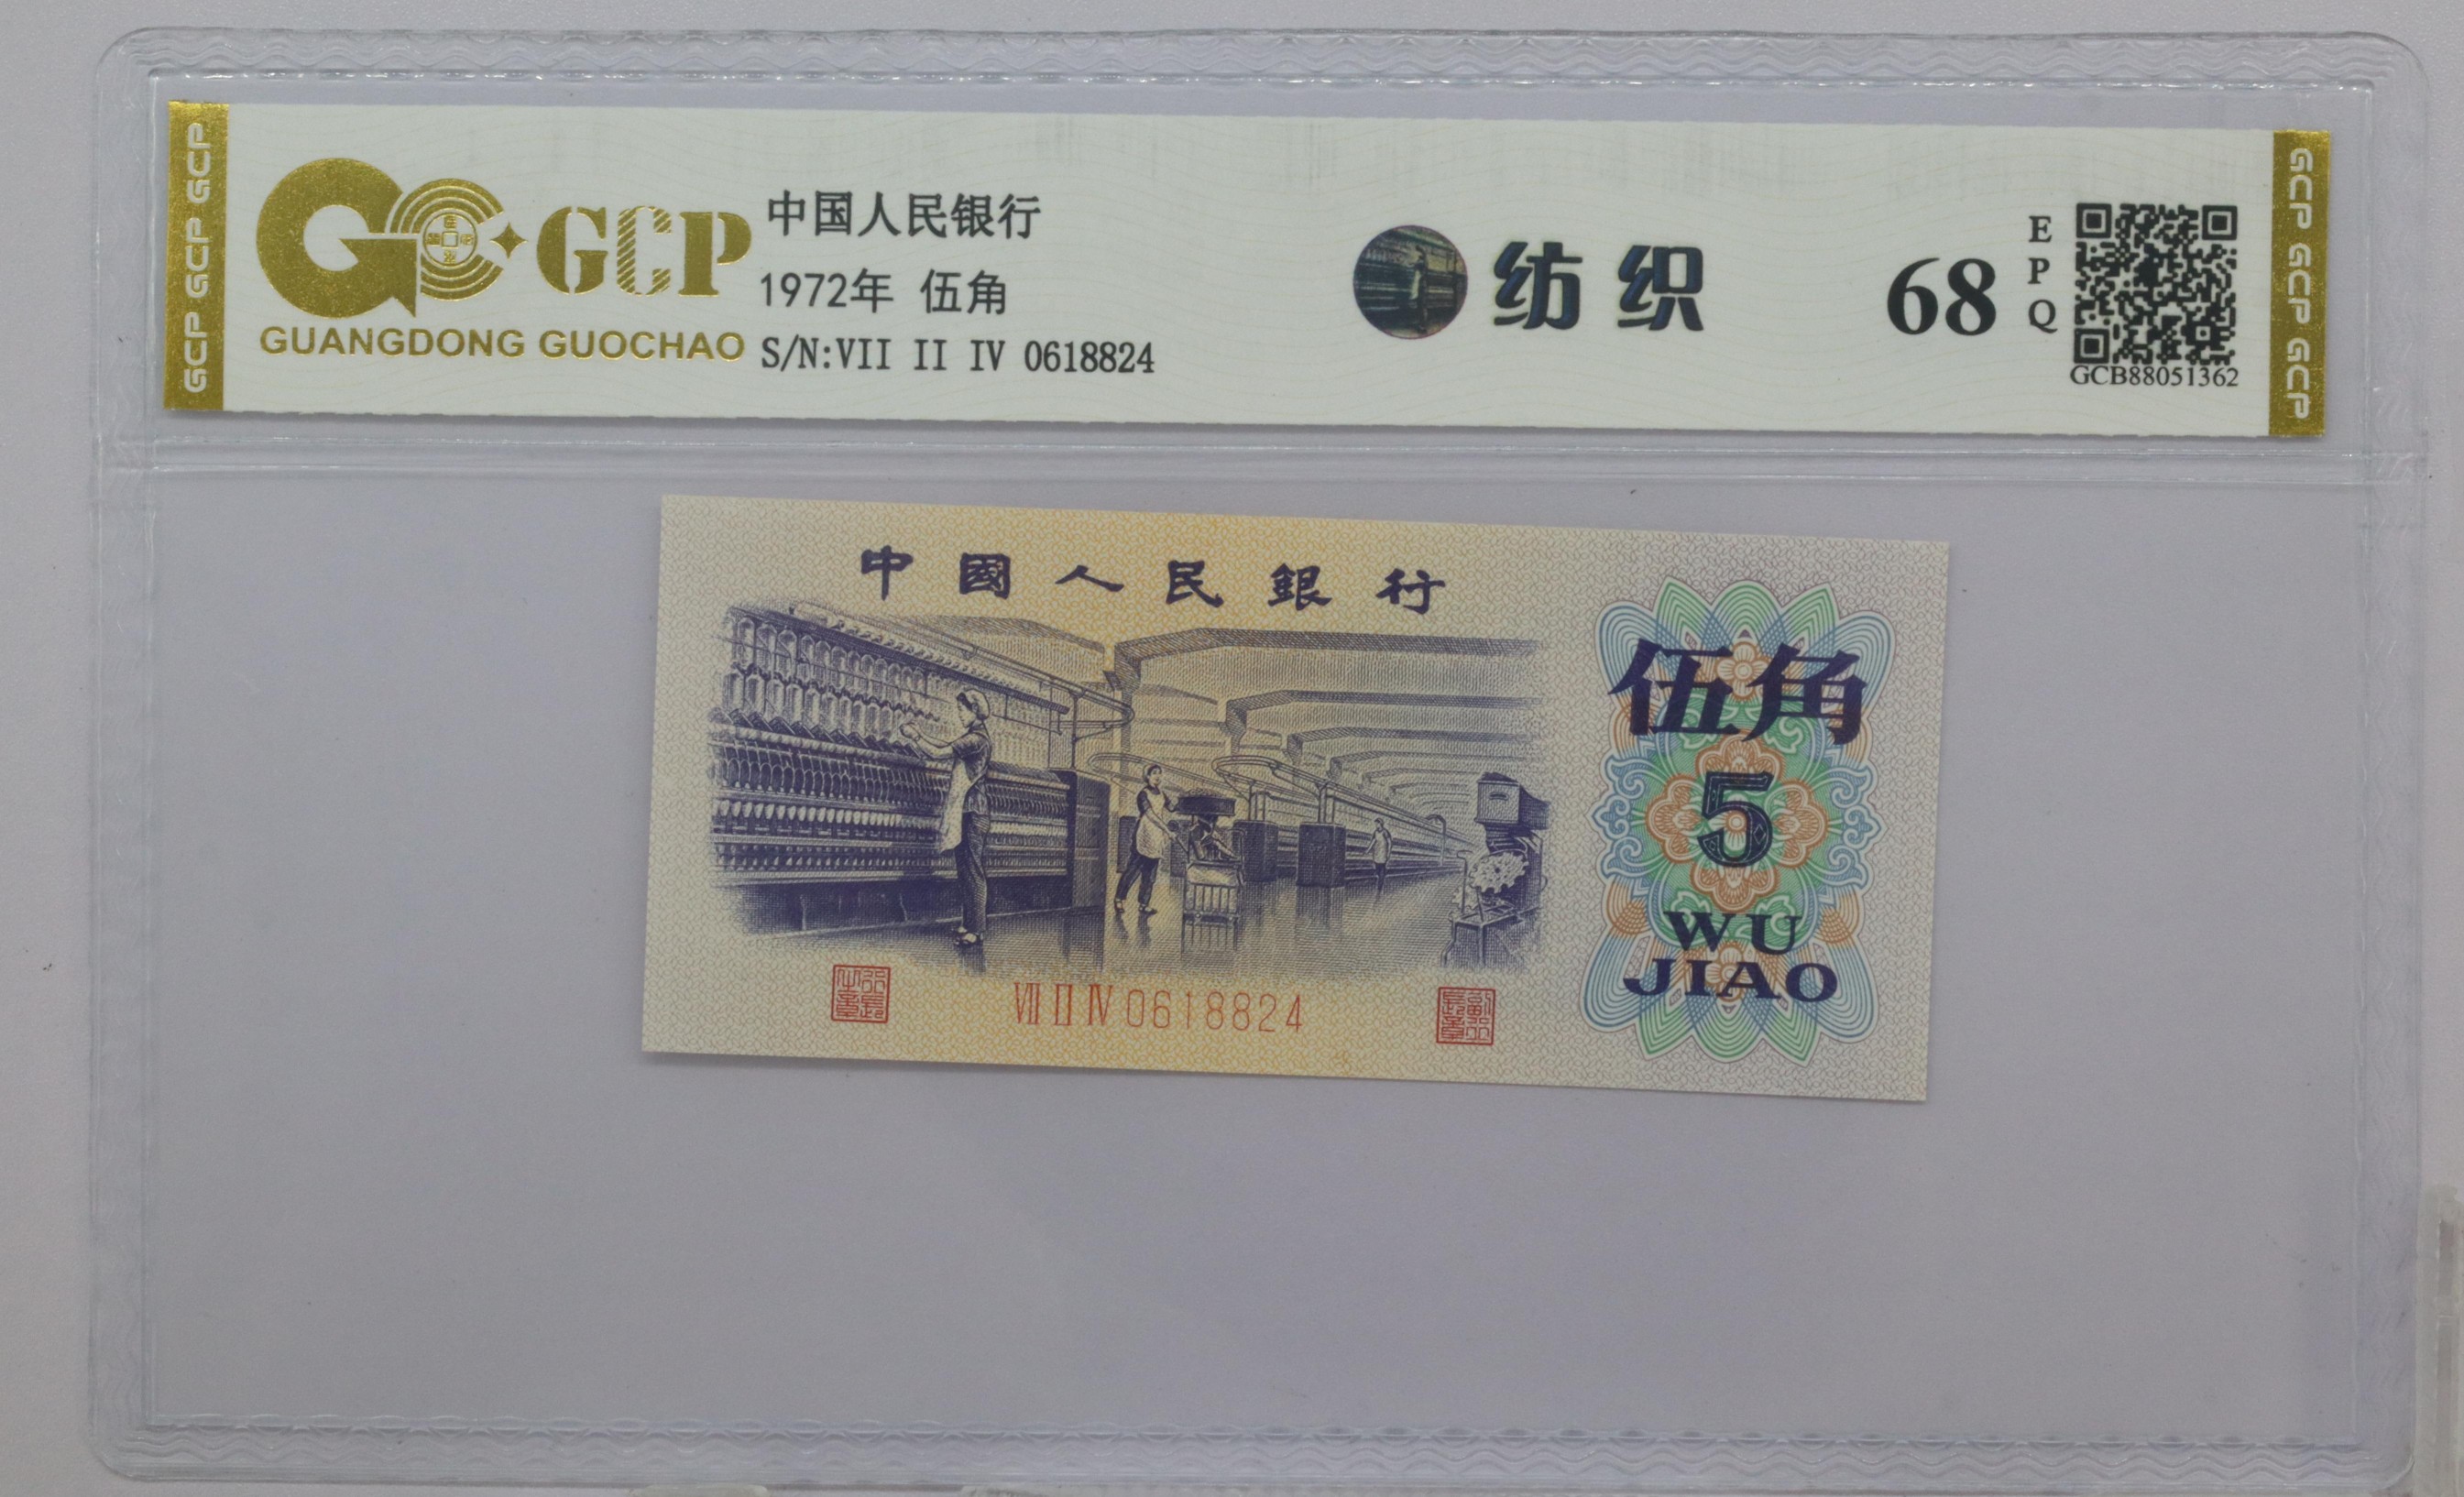 GCP GCP GCP
GCP
GUANGDONG GUOCHAO
中国人民银行
1972年 伍角
S/N:VII II IV 0618824
纺织
68
EPQ
GCB88051362
GCP GCP GCP
中國人民銀行
伍角
5
WU
JIAO
VII II IV 0618824